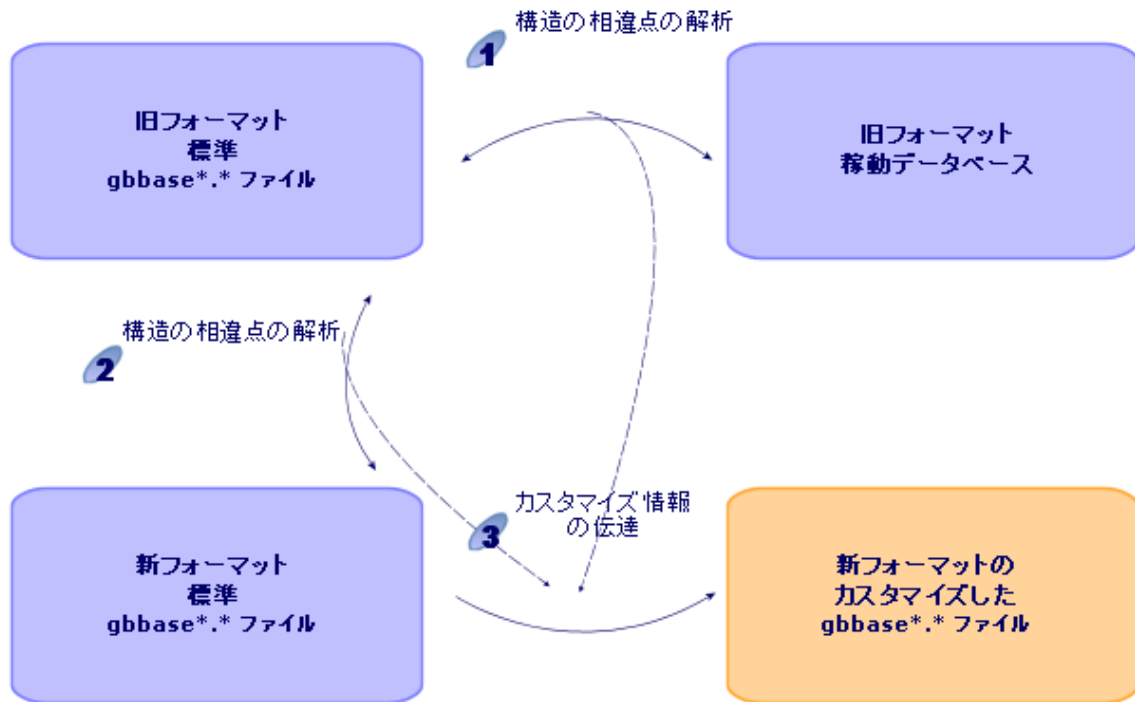 構造の相違点の解析
1
旧フォーマット
標準
gbbase*.* ファイル
旧フォーマット
稼動データベース
構造の相違点の解析
2
カスタマイズ情報
の伝達
3
新フォーマット
標準
gbbase*.* ファイル
新フォーマットの
カスタマイズした
gbbase*.* ファイル